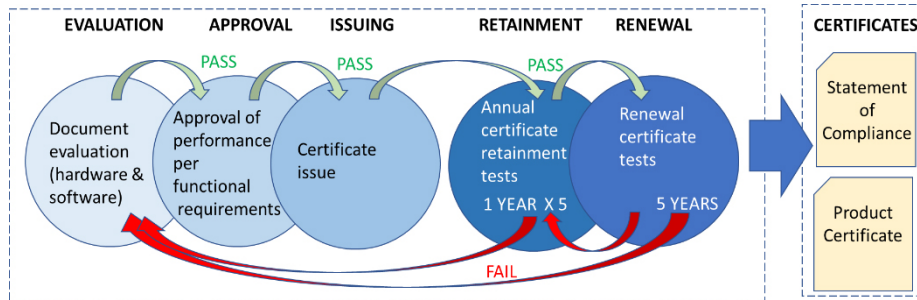 EVALUATION
APPROVAL
ISSUING
RETAINMENT
RENEWAL
CERTIFICATES
PASS
PASS
PASS
Document
evaluation
(hardware &
software)
Approval of
performance
per
functional
requirements
Certificate
issue
Annual
certificate
retainment
tests
1 YEAR X 5
Renewal
certificate
tests
5 YEARS
FAIL
Statement
of
Compliance
Product
Certificate